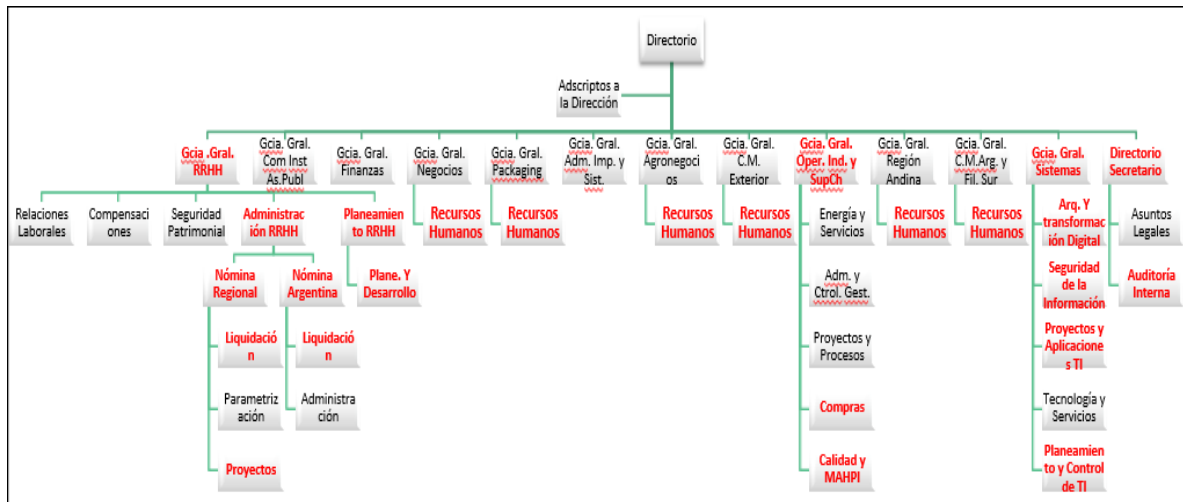 Directorio
Adscriptos a
la Dirección
Gcia .Gral.
RRHH
Gcia. Gral.
Com Inst
As.Publ
Gcia. Gral.
Finanzas
Gcia. Gral.
Negocios
Gcia. Gral.
Packaging
Gcia. Gral.
Adm. Imp. y
Sist.
Gcia. Gral.
Agronegoci
os
Gcia. Gral.
C.M.
Exterior
Gcia. Gral.
Oper. Ind. y
SupCh
Gcia. Gral.
Región
Andina
Gcia. Gral.
C.M.Arg. y
Fil. Sur
Gcia. Gral.
Sistemas
Directorio
Secretario
Relaciones
Laborales
Compensaci
ones
Seguridad
Patrimonial
Administrac
ión RRHH
Planeamien
to RRHH
Recursos
Humanos
Recursos
Humanos
Recursos
Humanos
Recursos
Humanos
Energía y
Servicios
Recursos
Humanos
Recursos
Humanos
Arq. Y
transformac
ión Digital
Asuntos
Legales
Nómina
Regional
Nómina
Argentina
Plane. Y
Desarrollo
Adm. y
Ctrol. Gest.
Seguridad
de la
Información
Auditoría
Interna
Liquidació
n
Liquidació
n
Proyectos y
Procesos
Proyectos y
Aplicacione
s TI
Parametriz
ación
Administra
ción
Compras
Tecnología y
Servicios
Proyectos
Calidad y
MAHPI
Planeamien
to y Control
de TI